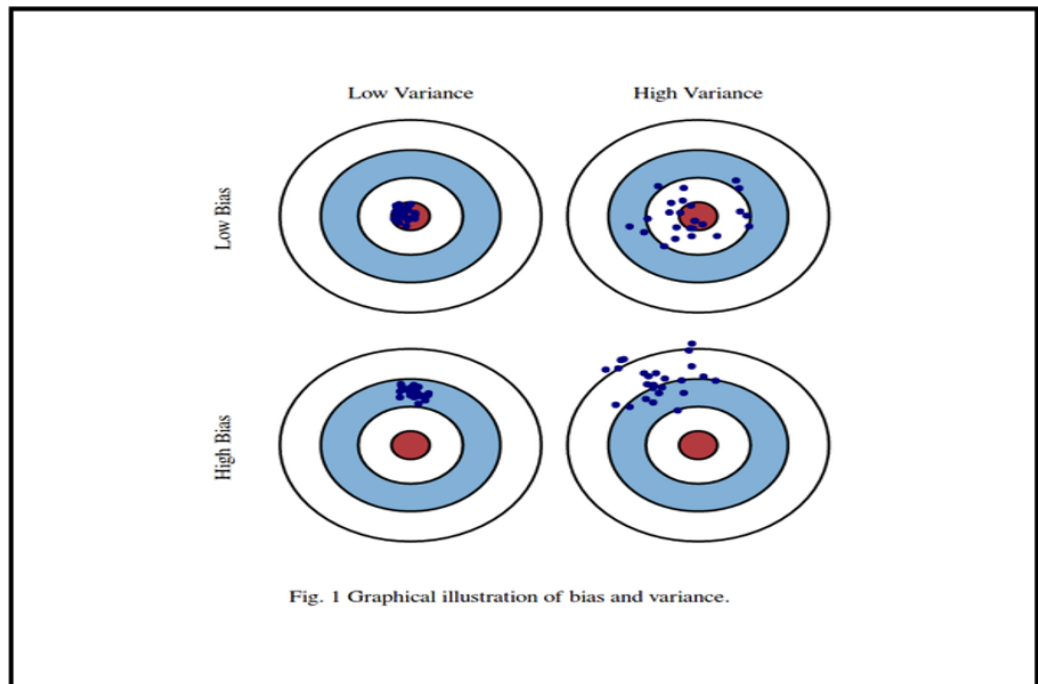 Low Variance
High Variance
Low Bias
High Bias
Fig. 1 Graphical illustration of bias and variance.